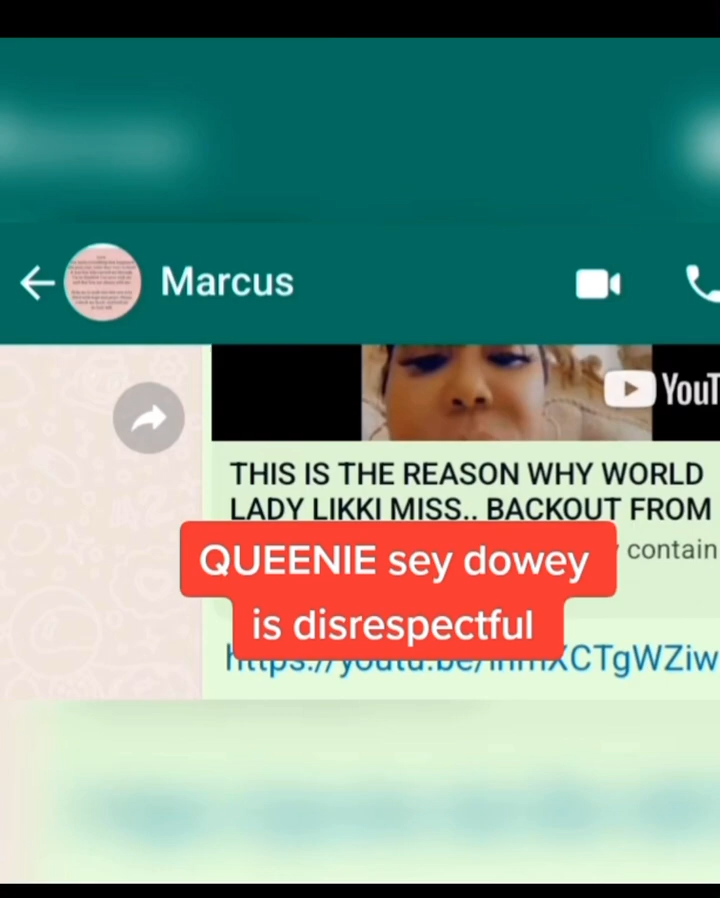 Marcus
YouT
THIS IS THE REASON WHY WORLD
LADY LIKKI MISS.. BACKOUT FROM
contain
QUEENIE sey dowey
is disrespectful
XCTgWZiw